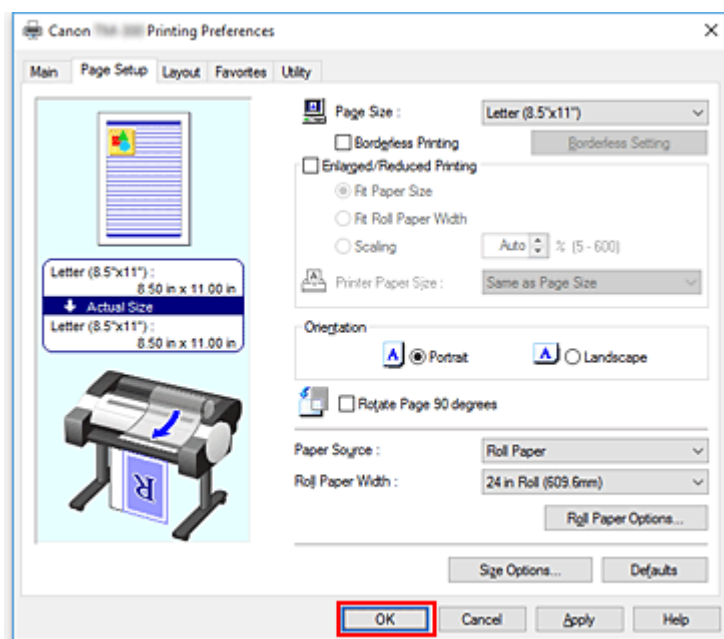 Canon Printing Preferences
Main Page Setup Layout Favorites Utility
Page Size : Letter (8.5"x11")
Borderless Printing Borderless Setting
Enlarged/Reduced Printing
Fit Paper Size
Fit Roll Paper Width
Scaling Auto % (5 - 600)
Printer Paper Size : Same as Page Size
Letter (8.5"x11") :
8.50 in x 11.00 in
Actual Size
Letter (8.5"x11") :
8.50 in x 11.00 in
Orientation
A Portrait A Landscape
Rotate Page 90 degrees
R
Paper Source : Roll Paper
Roll Paper Width : 24 in Roll (609.6mm)
Roll Paper Options...
Size Options... Defaults
OK Cancel Apply Help